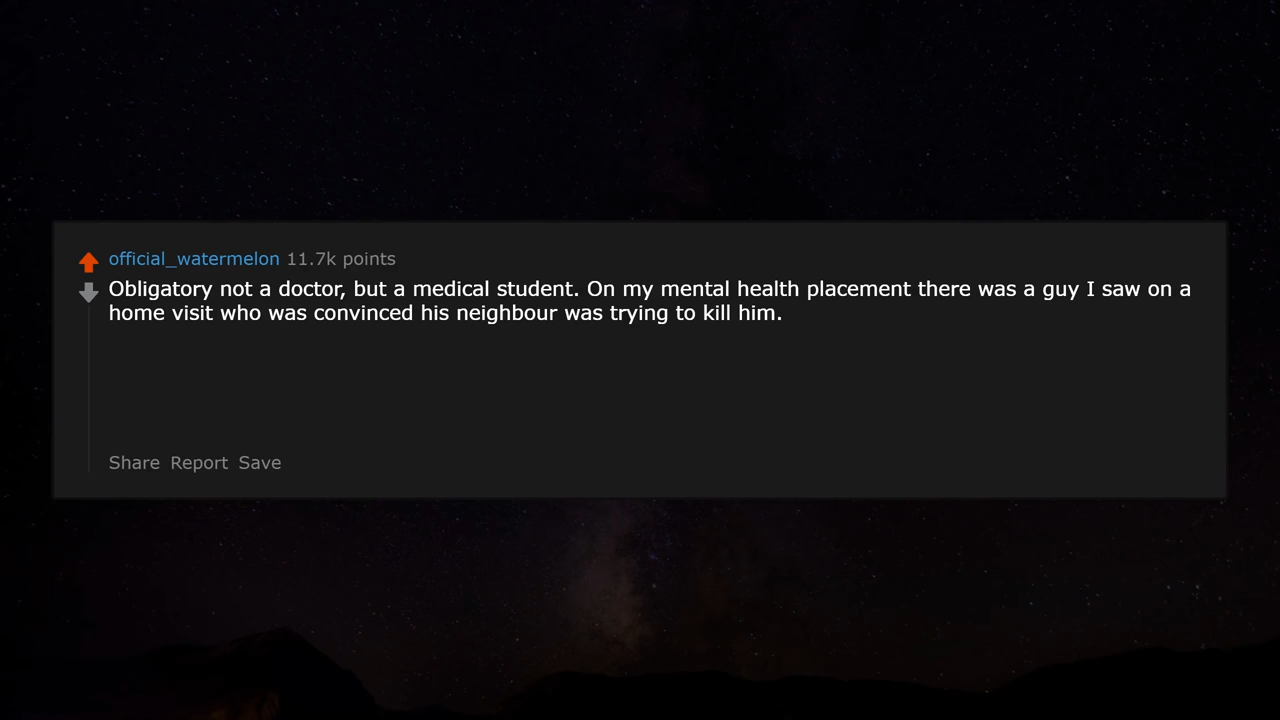 official_watermelon 11.7k points
Obligatory not a doctor, but a medical student. On my mental health placement there was a guy I saw on a
home visit who was convinced his neighbour was trying to kill him.
Share Report Save